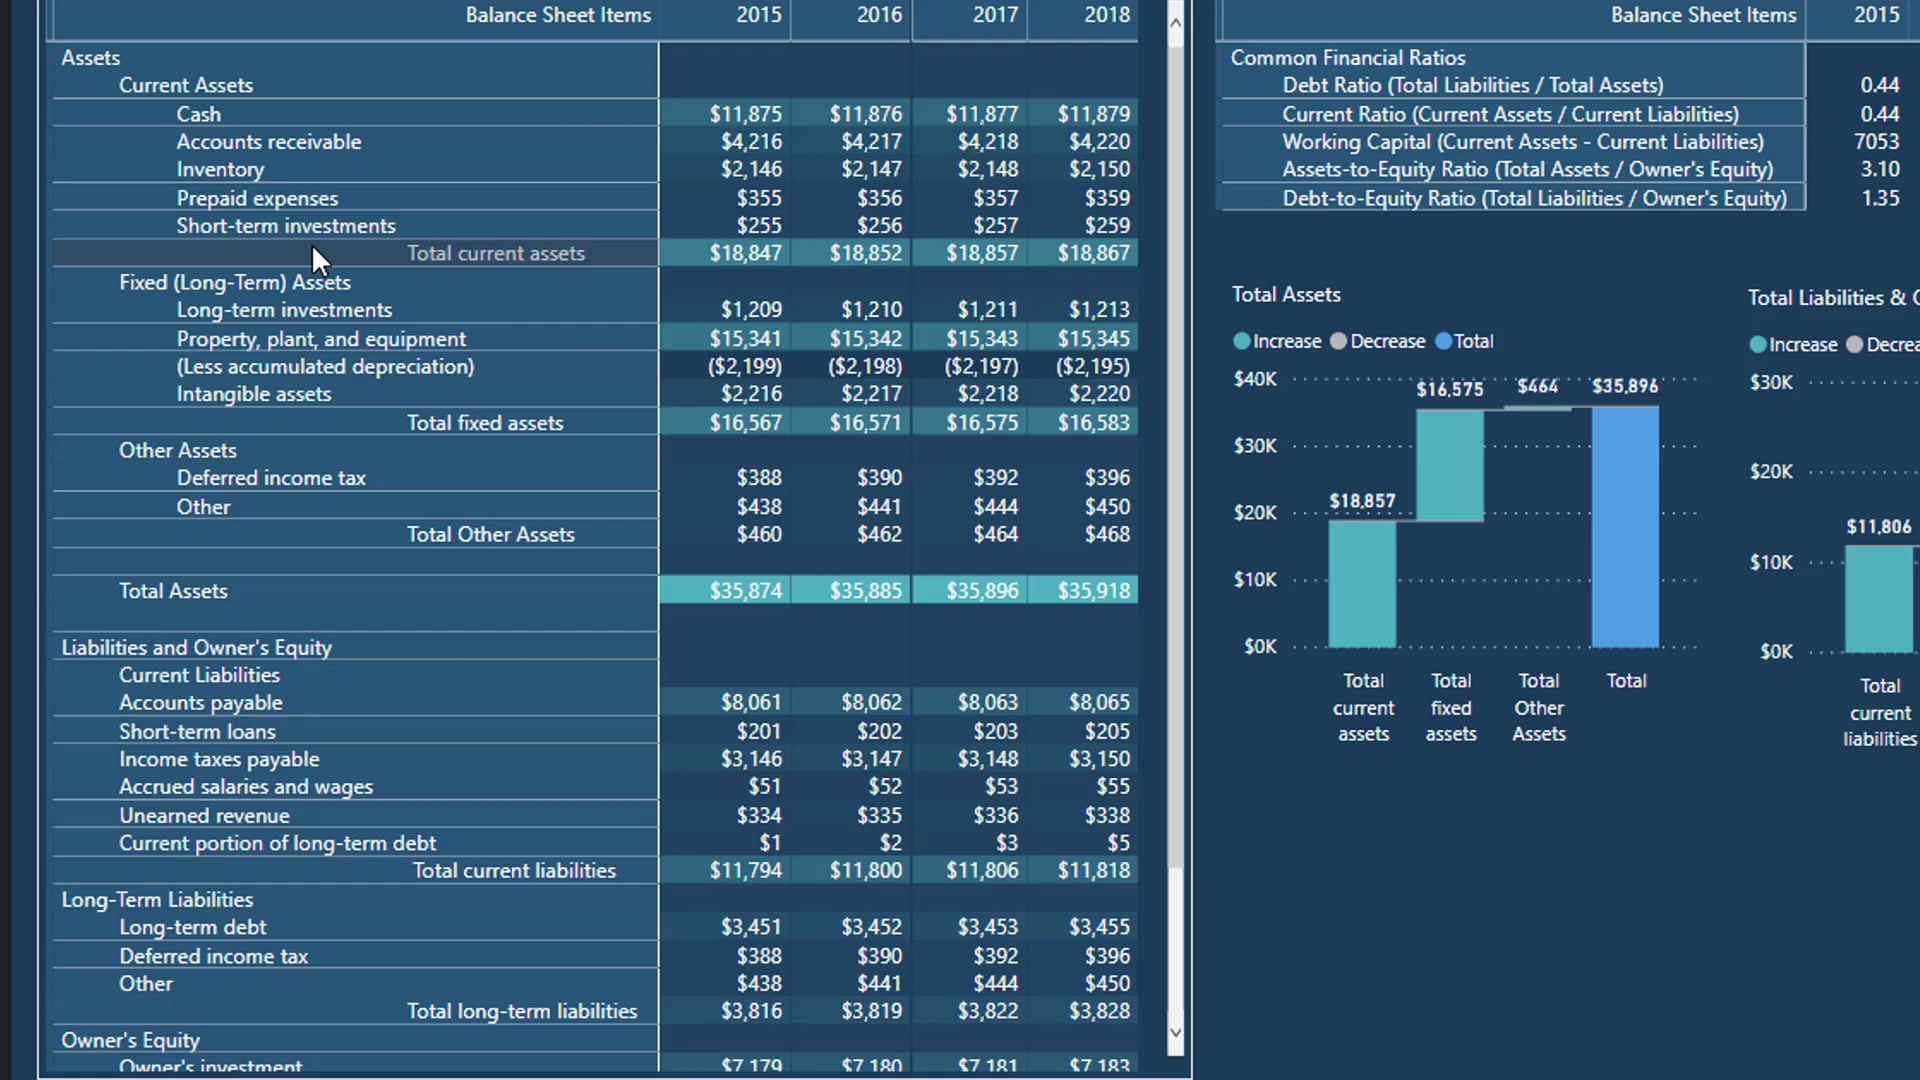 Balance Sheet Items 2015 2016 2017 2018
Assets
Current Assets
Cash $11,875 $11,876 $11,877 $11,879
Accounts receivable $4,216 $4,217 $4,218 $4,220
Inventory $2,146 $2,147 $2,148 $2,150
Prepaid expenses $355 $356 $357 $359
Short-term investments $255 $256 $257 $259
Total current assets $18,847 $18,852 $18,857 $18,867
Fixed (Long-Term) Assets
Long-term investments $1,209 $1,210 $1,211 $1,213
Property, plant, and equipment $15,341 $15,342 $15,343 $15,345
(Less accumulated depreciation) ($2,199) ($2,198) ($2,197) ($2,195)
Intangible assets $2,216 $2,217 $2,218 $2,220
Total fixed assets $16,567 $16,571 $16,575 $16,583
Other Assets
Deferred income tax $388 $390 $392 $396
Other $438 $441 $444 $450
Total Other Assets $460 $462 $464 $468
Total Assets $35,874 $35,885 $35,896 $35,918
Liabilities and Owner's Equity
Current Liabilities
Accounts payable $8,061 $8,062 $8,063 $8,065
Short-term loans $201 $202 $203 $205
Income taxes payable $3,146 $3,147 $3,148 $3,150
Accrued salaries and wages $51 $52 $53 $55
Unearned revenue $334 $335 $336 $338
Current portion of long-term debt $1 $2 $3 $5
Total current liabilities $11,794 $11,800 $11,806 $11,818
Long-Term Liabilities
Long-term debt $3,451 $3,452 $3,453 $3,455
Deferred income tax $388 $390 $392 $396
Other $438 $441 $444 $450
Total long-term liabilities $3,816 $3,819 $3,822 $3,828
Owner's Equity
Owner's investment $7,179 $7,180 $7,181 $7,183
Balance Sheet Items 2015
Common Financial Ratios
Debt Ratio (Total Liabilities / Total Assets) 0.44
Current Ratio (Current Assets / Current Liabilities) 0.44
Working Capital (Current Assets - Current Liabilities) 7053
Assets-to-Equity Ratio (Total Assets / Owner's Equity) 3.10
Debt-to-Equity Ratio (Total Liabilities / Owner's Equity) 1.35
Total Assets
Increase Decrease Total
$40K
$16,575 $464 $35,896
$30K
$18,857
$20K
$10K
$0K
Total current assets
Total fixed assets
Total Other Assets
Total
Total Liabilities &
Increase
$30K
$20K
$11,806
$10K
$0K
Total current liabilities